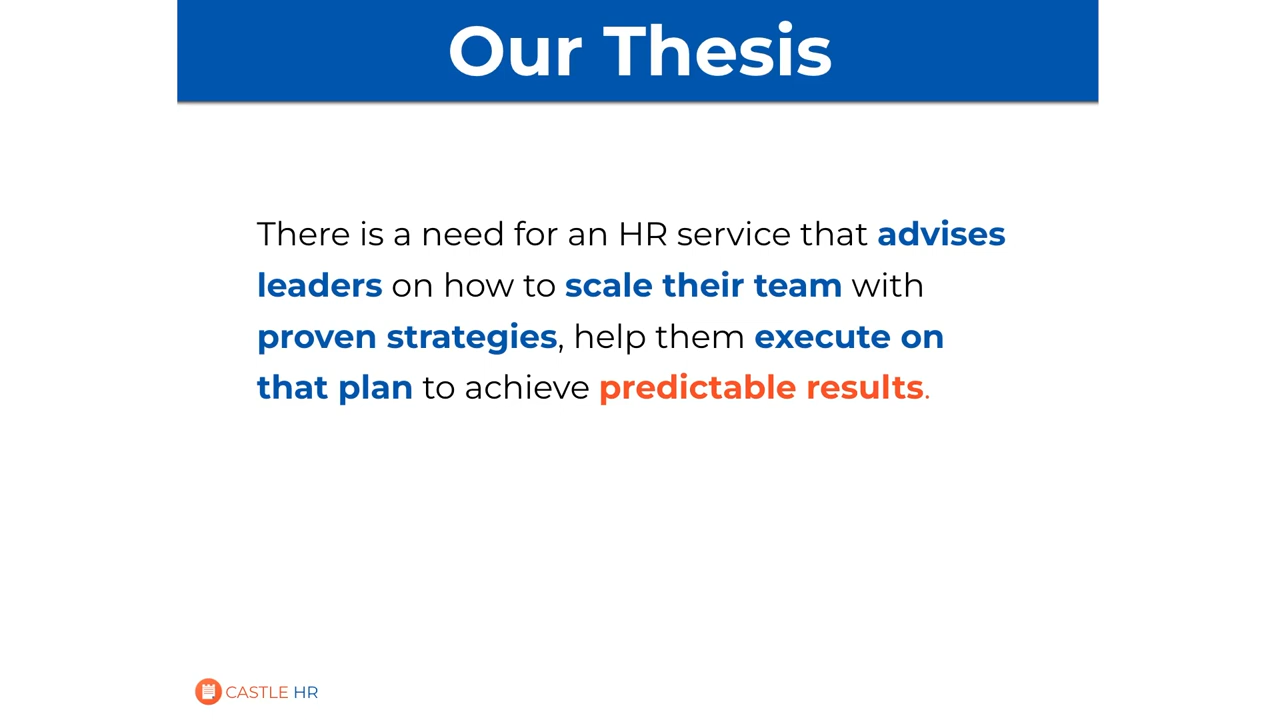 Our Thesis
There is a need for an HR service that advises
leaders on how to scale their team with
proven strategies, help them execute on
that plan to achieve predictable results.
CASTLE HR